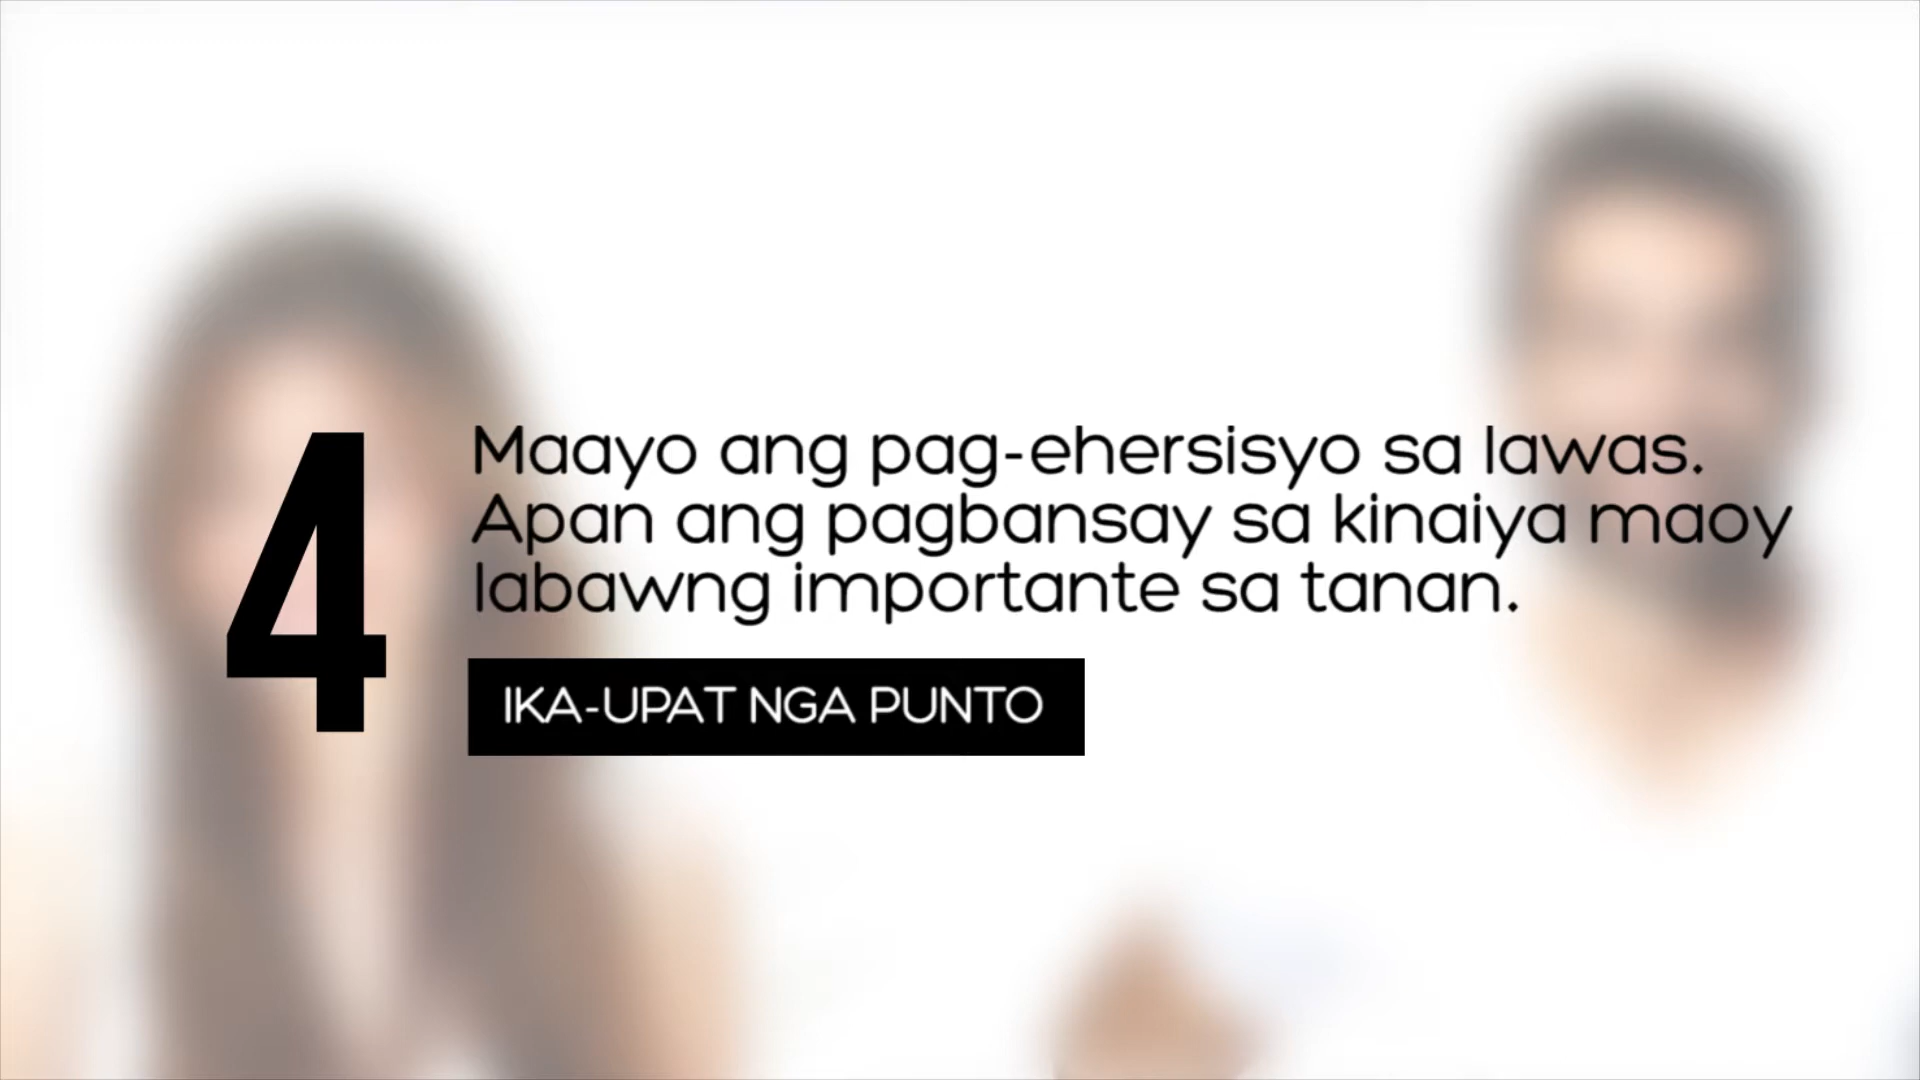 4
Maayo ang pag-ehersisyo sa lawas.
Apan ang pagbansay sa kinaiya maoy
labawng importante sa tanan.
IKA-UPAT NGA PUNTO